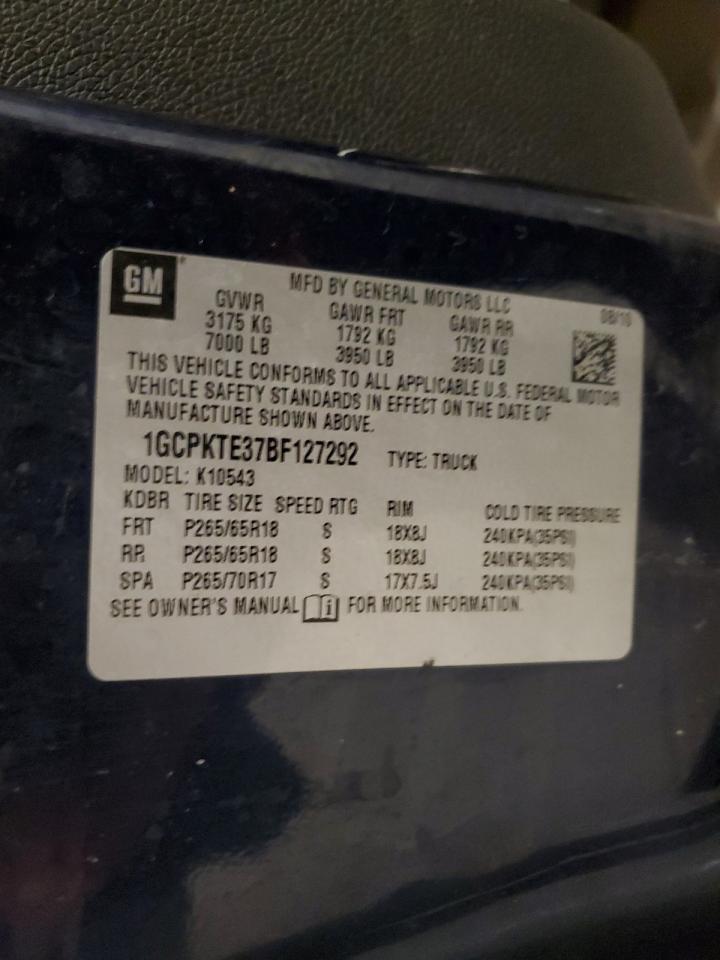 GM
MFD BY GENERAL MOTORS LLC 08/10
GVWR GAWR FRT GAWR RR
3175 KG 1792 KG 1792 KG
7000 LB 3950 LB 3950 LB
THIS VEHICLE CONFORMS TO ALL APPLICABLE U.S. FEDERAL MOTOR
VEHICLE SAFETY STANDARDS IN EFFECT ON THE DATE OF
MANUFACTURE SHOWN ABOVE.
1GCPKTE37BF127292 TYPE: TRUCK
MODEL: K10543
KDBR TIRE SIZE SPEED RTG RIM COLD TIRE PRESSURE
FRT P265/65R18 S 18X8J 240KPA(35PSI)
RR P265/65R18 S 18X8J 240KPA(35PSI)
SPA P265/70R17 S 17X7.5J 240KPA(35PSI)
SEE OWNER'S MANUAL i FOR MORE INFORMATION.